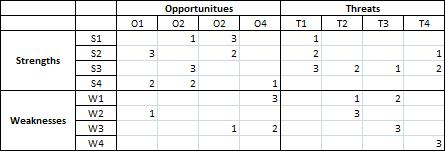 Opportunitues Threats
O1 O2 O2 O4 T1 T2 T3 T4
Strengths
S1 1 3 1
S2 3 2 2 1
S3 3 3 2 1 2
S4 2 2 1
Weaknesses
W1 3 1 2
W2 1 3
W3 1 2 3
W4 3